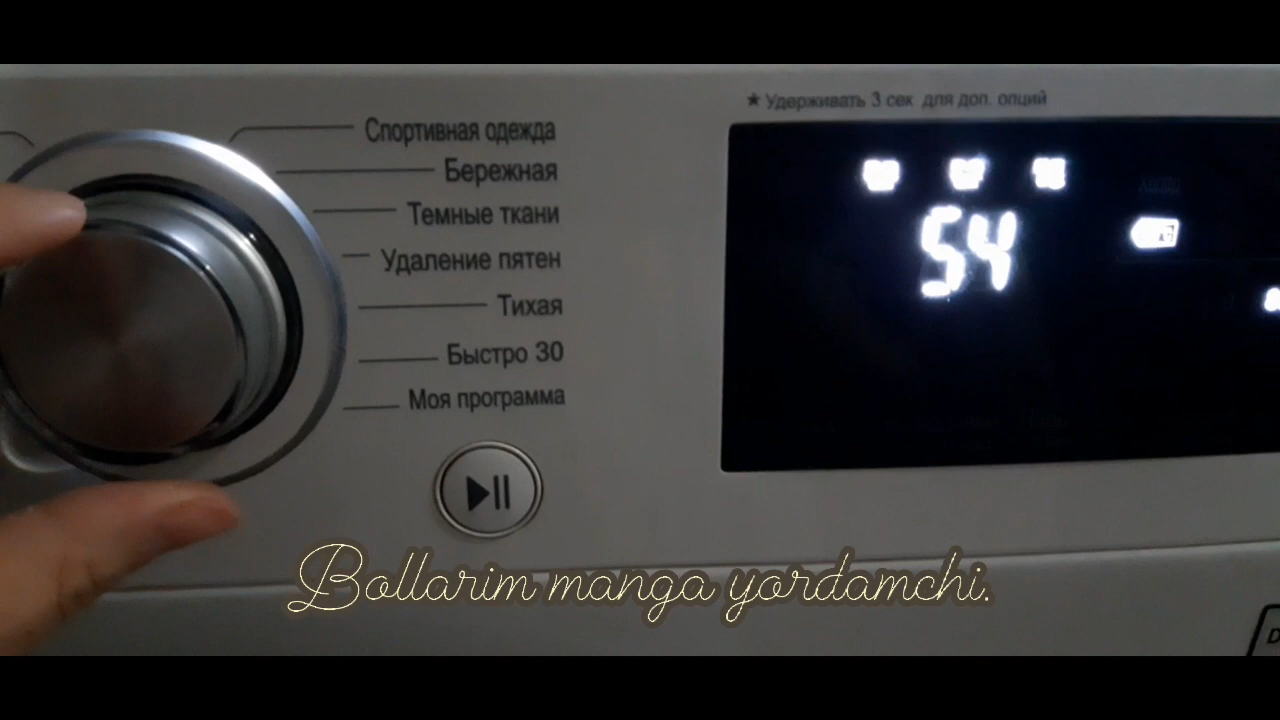 ★ Удерживать 3 сек для доп. опций
Спортивная одежда
Бережная
Темные ткани
Удаление пятен
Тихая
Быстро 30
Моя программа
54
Bollarim manga yordamchi.